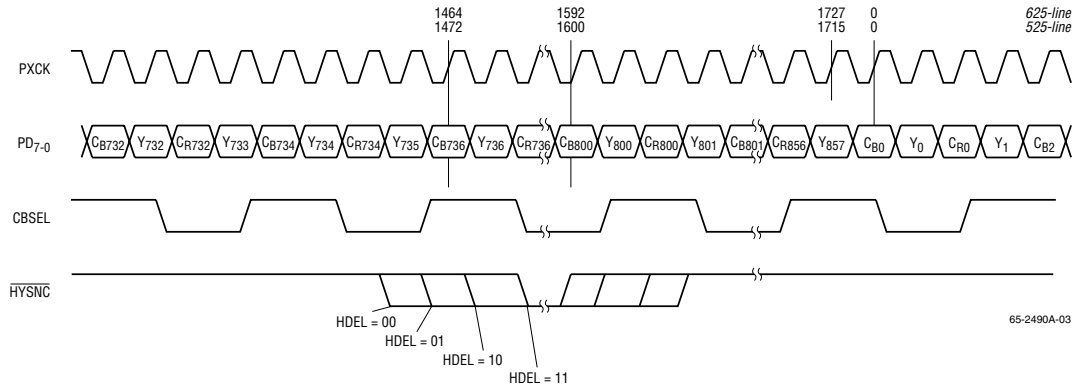 1464 1592 1727 0 625-line
1472 1600 1715 0 525-line
PXCK
PD7-0 CB732 Y732 CR732 Y733 CB734 Y734 CR734 Y735 CB736 Y736 CR736 CB800 Y800 CR800 Y801 CB801 CR856 Y857 CB0 Y0 CR0 Y1 CB2
CBSEL
HYSNC
65-2490A-03
HDEL = 00
HDEL = 01
HDEL = 10
HDEL = 11